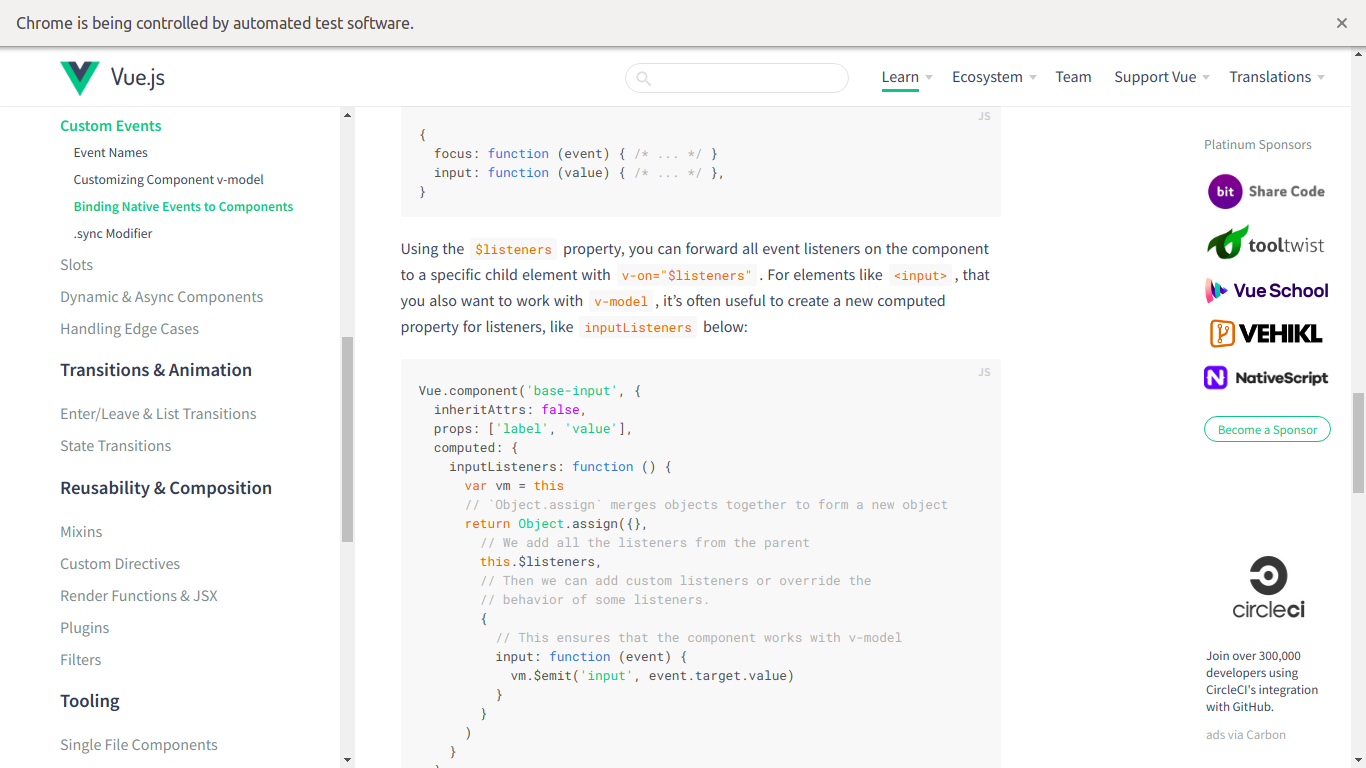 Chrome is being controlled by automated test software.
Vue.js
Learn
Ecosystem
Team
Support Vue
Translations
Custom Events
Event Names
Customizing Component v-model
Binding Native Events to Components
.sync Modifier
Slots
Dynamic & Async Components
Handling Edge Cases
Transitions & Animation
Enter/Leave & List Transitions
State Transitions
Reusability & Composition
Mixins
Custom Directives
Render Functions & JSX
Plugins
Filters
Tooling
Single File Components
JS
{
  focus: function (event) { /* ... */ }
  input: function (value) { /* ... */ },
}
Using the $listeners property, you can forward all event listeners on the component
to a specific child element with v-on="$listeners". For elements like <input>, that
you also want to work with v-model, it’s often useful to create a new computed
property for listeners, like inputListeners below:
JS
Vue.component('base-input', {
  inheritAttrs: false,
  props: ['label', 'value'],
  computed: {
    inputListeners: function () {
      var vm = this
      // `Object.assign` merges objects together to form a new object
      return Object.assign({},
        // We add all the listeners from the parent
        this.$listeners,
        // Then we can add custom listeners or override the
        // behavior of some listeners.
        {
          // This ensures that the component works with v-model
          input: function (event) {
            vm.$emit('input', event.target.value)
          }
        }
      )
    }
Platinum Sponsors
bit Share Code
tooltwist
Vue School
VEHIKL
N NativeScript
Become a Sponsor
circleci
Join over 300,000
developers using
CircleCI's integration
with GitHub.
ads via Carbon